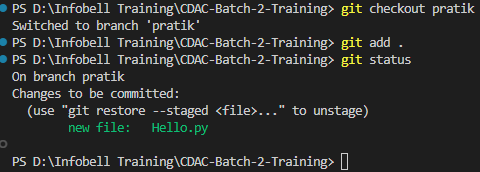 PS D:\Infobell Training\CDAC-Batch-2-Training> git checkout pratik
Switched to branch 'pratik'
PS D:\Infobell Training\CDAC-Batch-2-Training> git add .
PS D:\Infobell Training\CDAC-Batch-2-Training> git status
On branch pratik
Changes to be committed:
  (use "git restore --staged <file>..." to unstage)
        new file:   Hello.py

PS D:\Infobell Training\CDAC-Batch-2-Training>